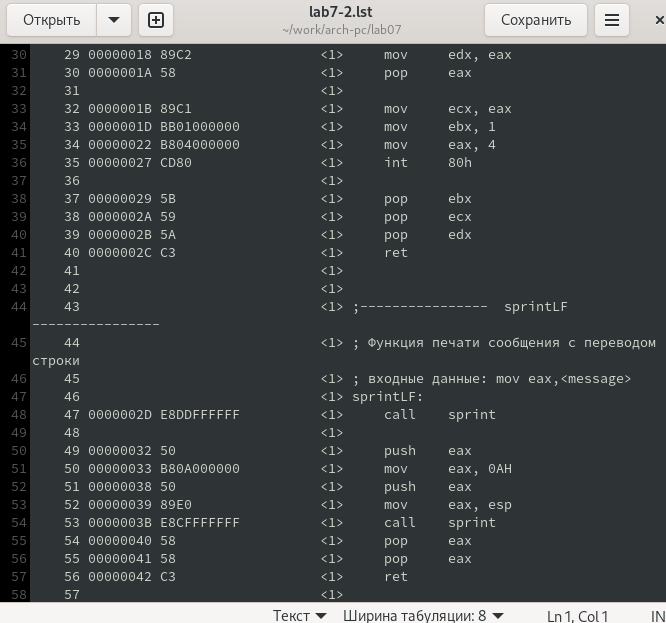 Открыть
lab7-2.lst
~/work/arch-pc/lab07
Сохранить
30 29 00000018 89C2 <1> mov edx, eax
31 30 0000001A 58 <1> pop eax
32 31 <1>
33 32 0000001B 89C1 <1> mov ecx, eax
34 33 0000001D BB01000000 <1> mov ebx, 1
35 34 00000022 B804000000 <1> mov eax, 4
36 35 00000027 CD80 <1> int 80h
37 36 <1>
38 37 00000029 5B <1> pop ebx
39 38 0000002A 59 <1> pop ecx
40 39 0000002B 5A <1> pop edx
41 40 0000002C C3 <1> ret
42 41 <1>
43 42 <1>
44 43 <1> ;---------------- sprintLF
----------------
45 44 <1> ; Функция печати сообщения с переводом
строки
46 45 <1> ; входные данные: mov eax,<message>
47 46 <1> sprintLF:
48 47 0000002D E8DDFFFFFF <1> call sprint
49 48 <1>
50 49 00000032 50 <1> push eax
51 50 00000033 B80A000000 <1> mov eax, 0AH
52 51 00000038 50 <1> push eax
53 52 00000039 89E0 <1> mov eax, esp
54 53 0000003B E8CFFFFFFF <1> call sprint
55 54 00000040 58 <1> pop eax
56 55 00000041 58 <1> pop eax
57 56 00000042 C3 <1> ret
58 57 <1>
Текст Ширина табуляции: 8 Ln 1, Col 1 IN